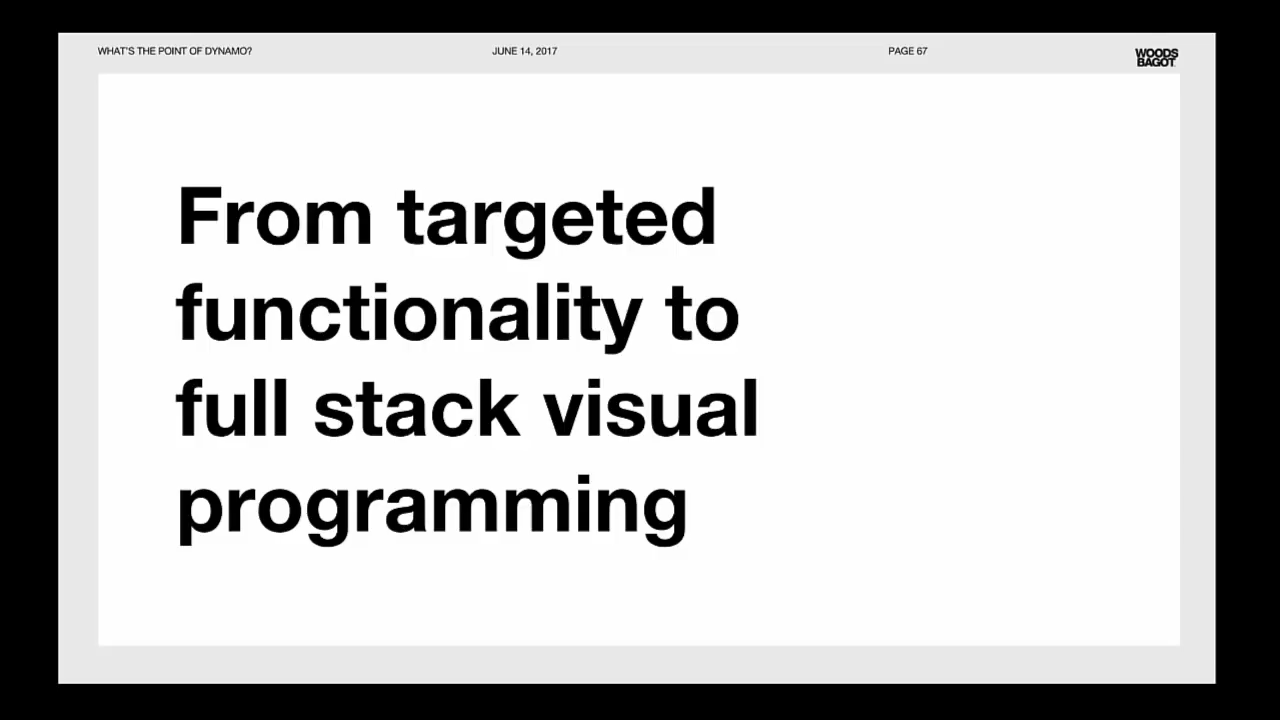 WHAT'S THE POINT OF DYNAMO?
JUNE 14, 2017
PAGE 67
WOODS
BAGOT
From targeted
functionality to
full stack visual
programming